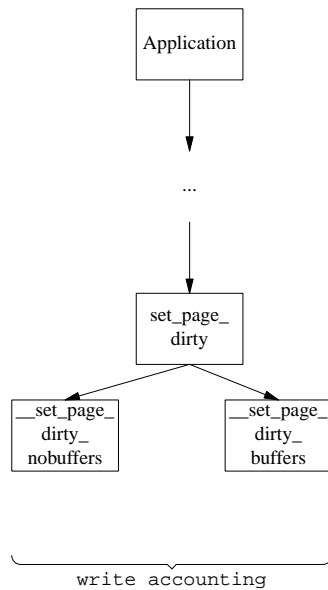 Application
...
set_page_
dirty
__set_page_
dirty_
nobuffers
__set_page_
dirty_
buffers
write accounting